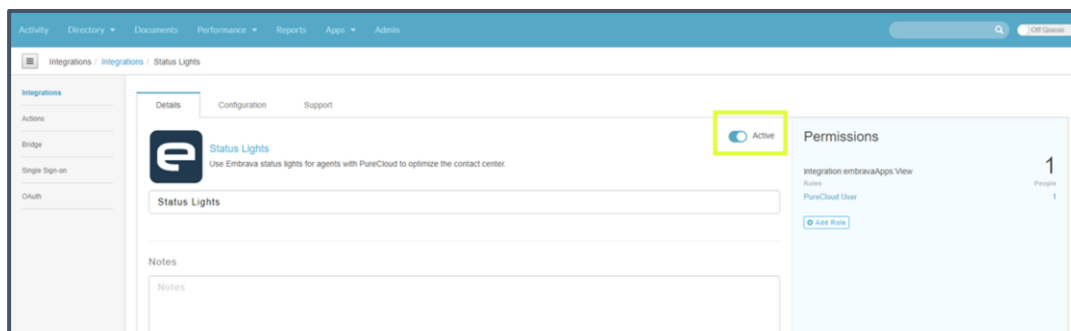 Activity Directory Documents Performance Reports Apps Admin Off Queue
Integrations / Integrations / Status Lights
Integrations
Actions
Bridge
Single Sign-on
OAuth
Details Configuration Support
Active
Status Lights
Use Embrava status lights for agents with PureCloud to optimize the contact center.
Status Lights
Notes
Notes
Permissions
integration:embravaApps:View 1
Roles People
PureCloud User 1
Add Role